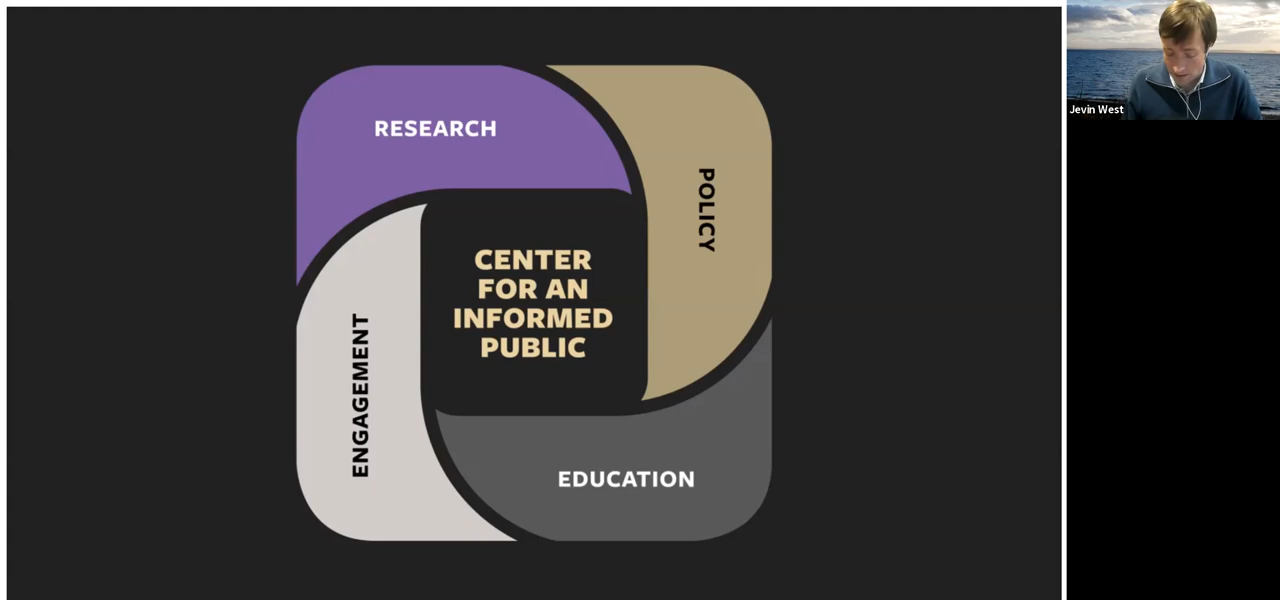 RESEARCH
POLICY
CENTER
FOR AN
INFORMED
PUBLIC
ENGAGEMENT
EDUCATION
Jevin West